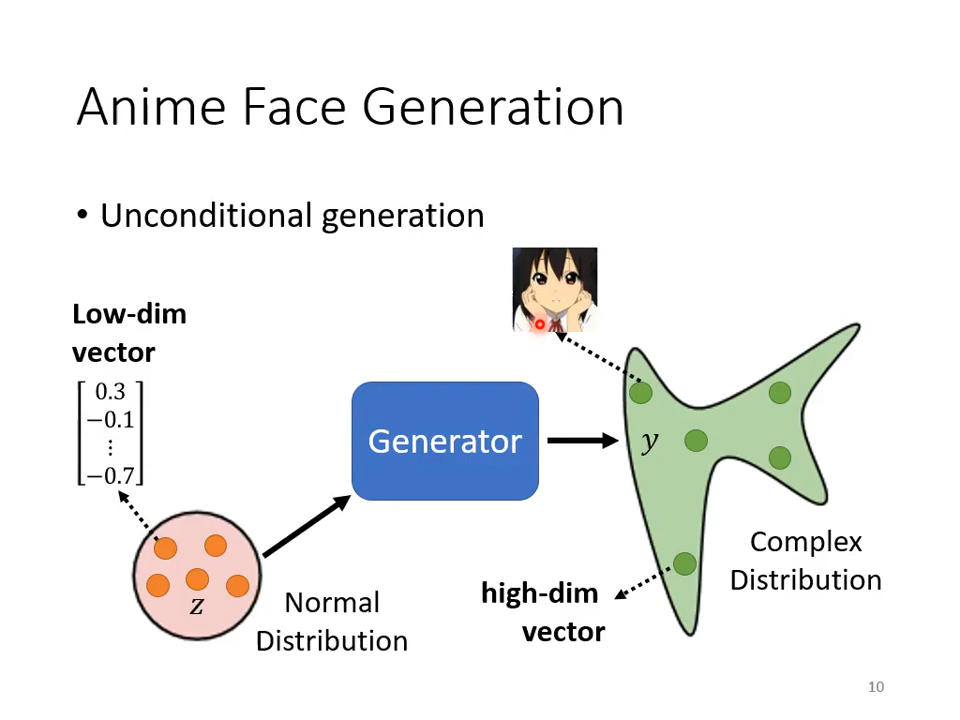 Anime Face Generation
• Unconditional generation
Low-dim
vector
0.3
−0.1
⋮
−0.7
Generator
y
z
Normal
Distribution
high-dim
vector
Complex
Distribution
10